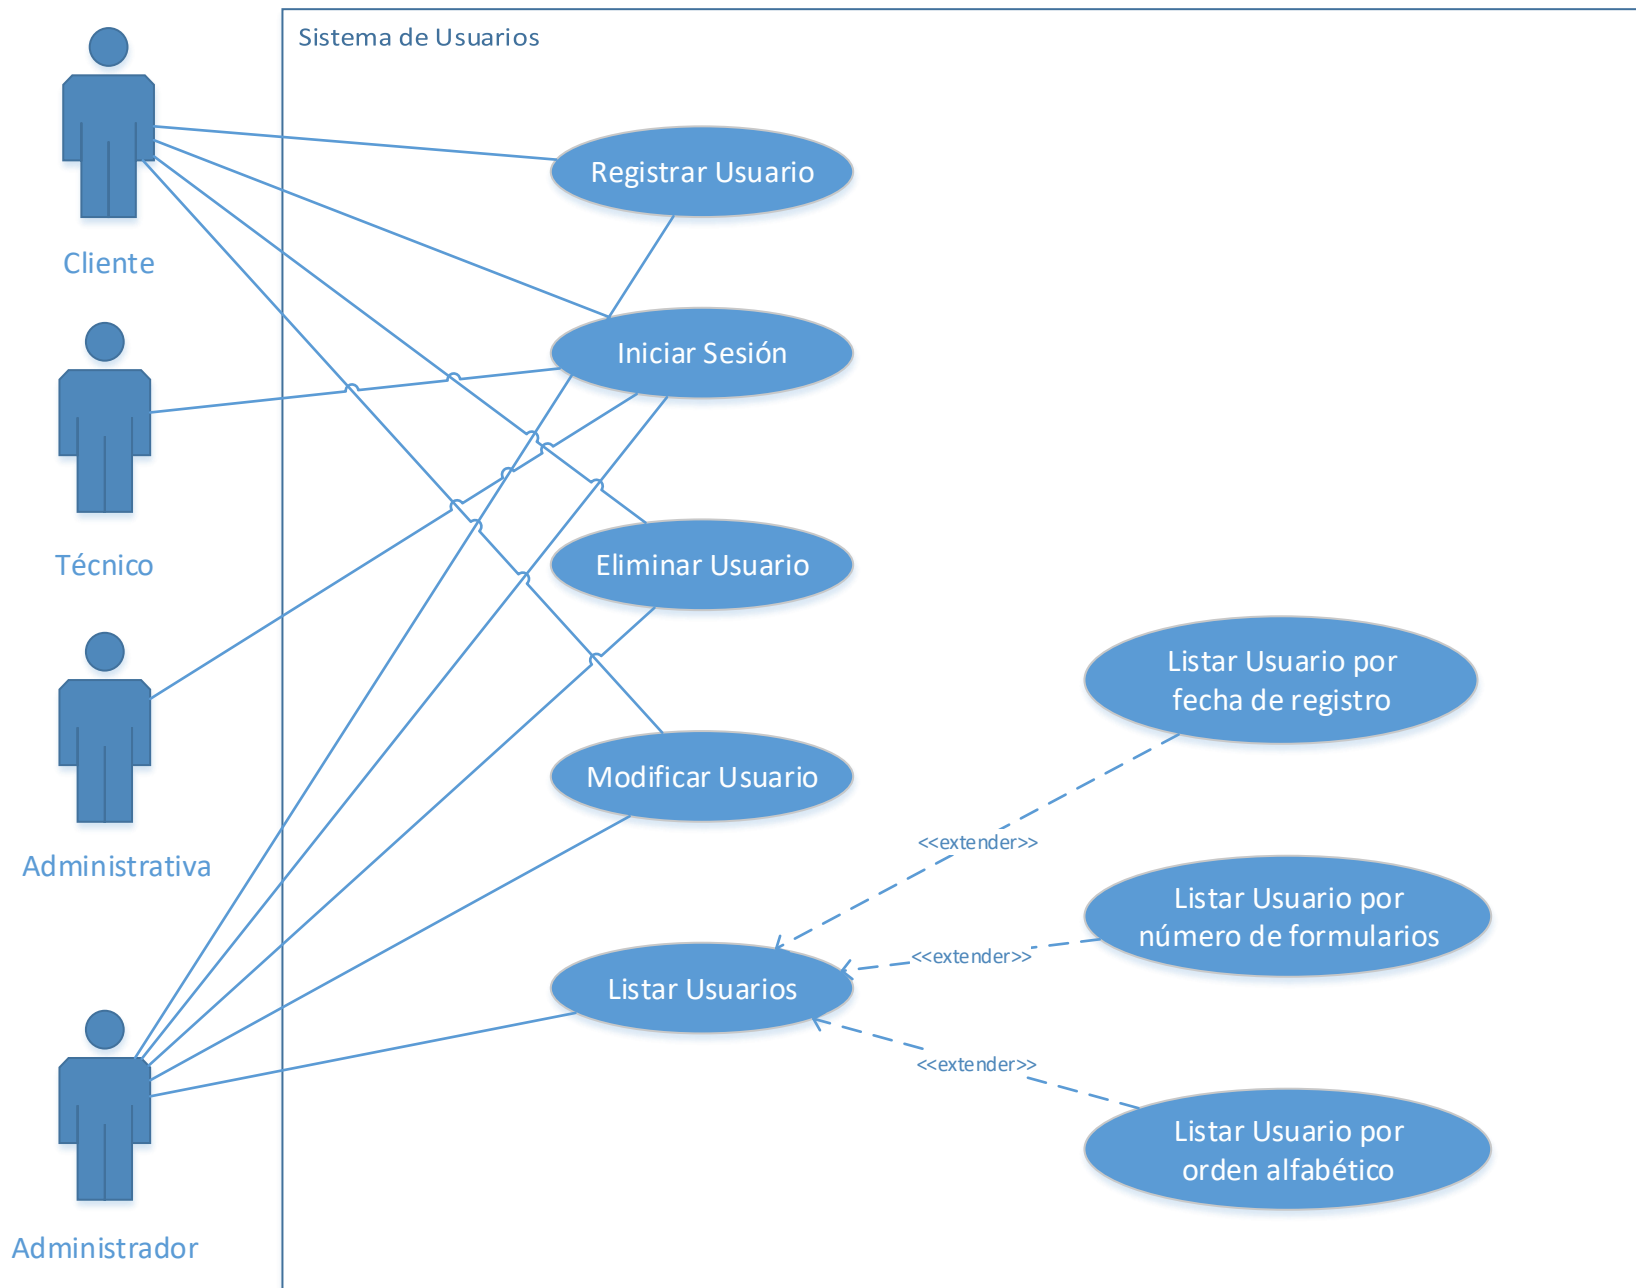 Sistema de Usuarios
Cliente
Técnico
Administrativa
Administrador
Registrar Usuario
Iniciar Sesión
Eliminar Usuario
Modificar Usuario
Listar Usuarios
<<extender>>
<<extender>>
<<extender>>
Listar Usuario por
fecha de registro
Listar Usuario por
número de formularios
Listar Usuario por
orden alfabético